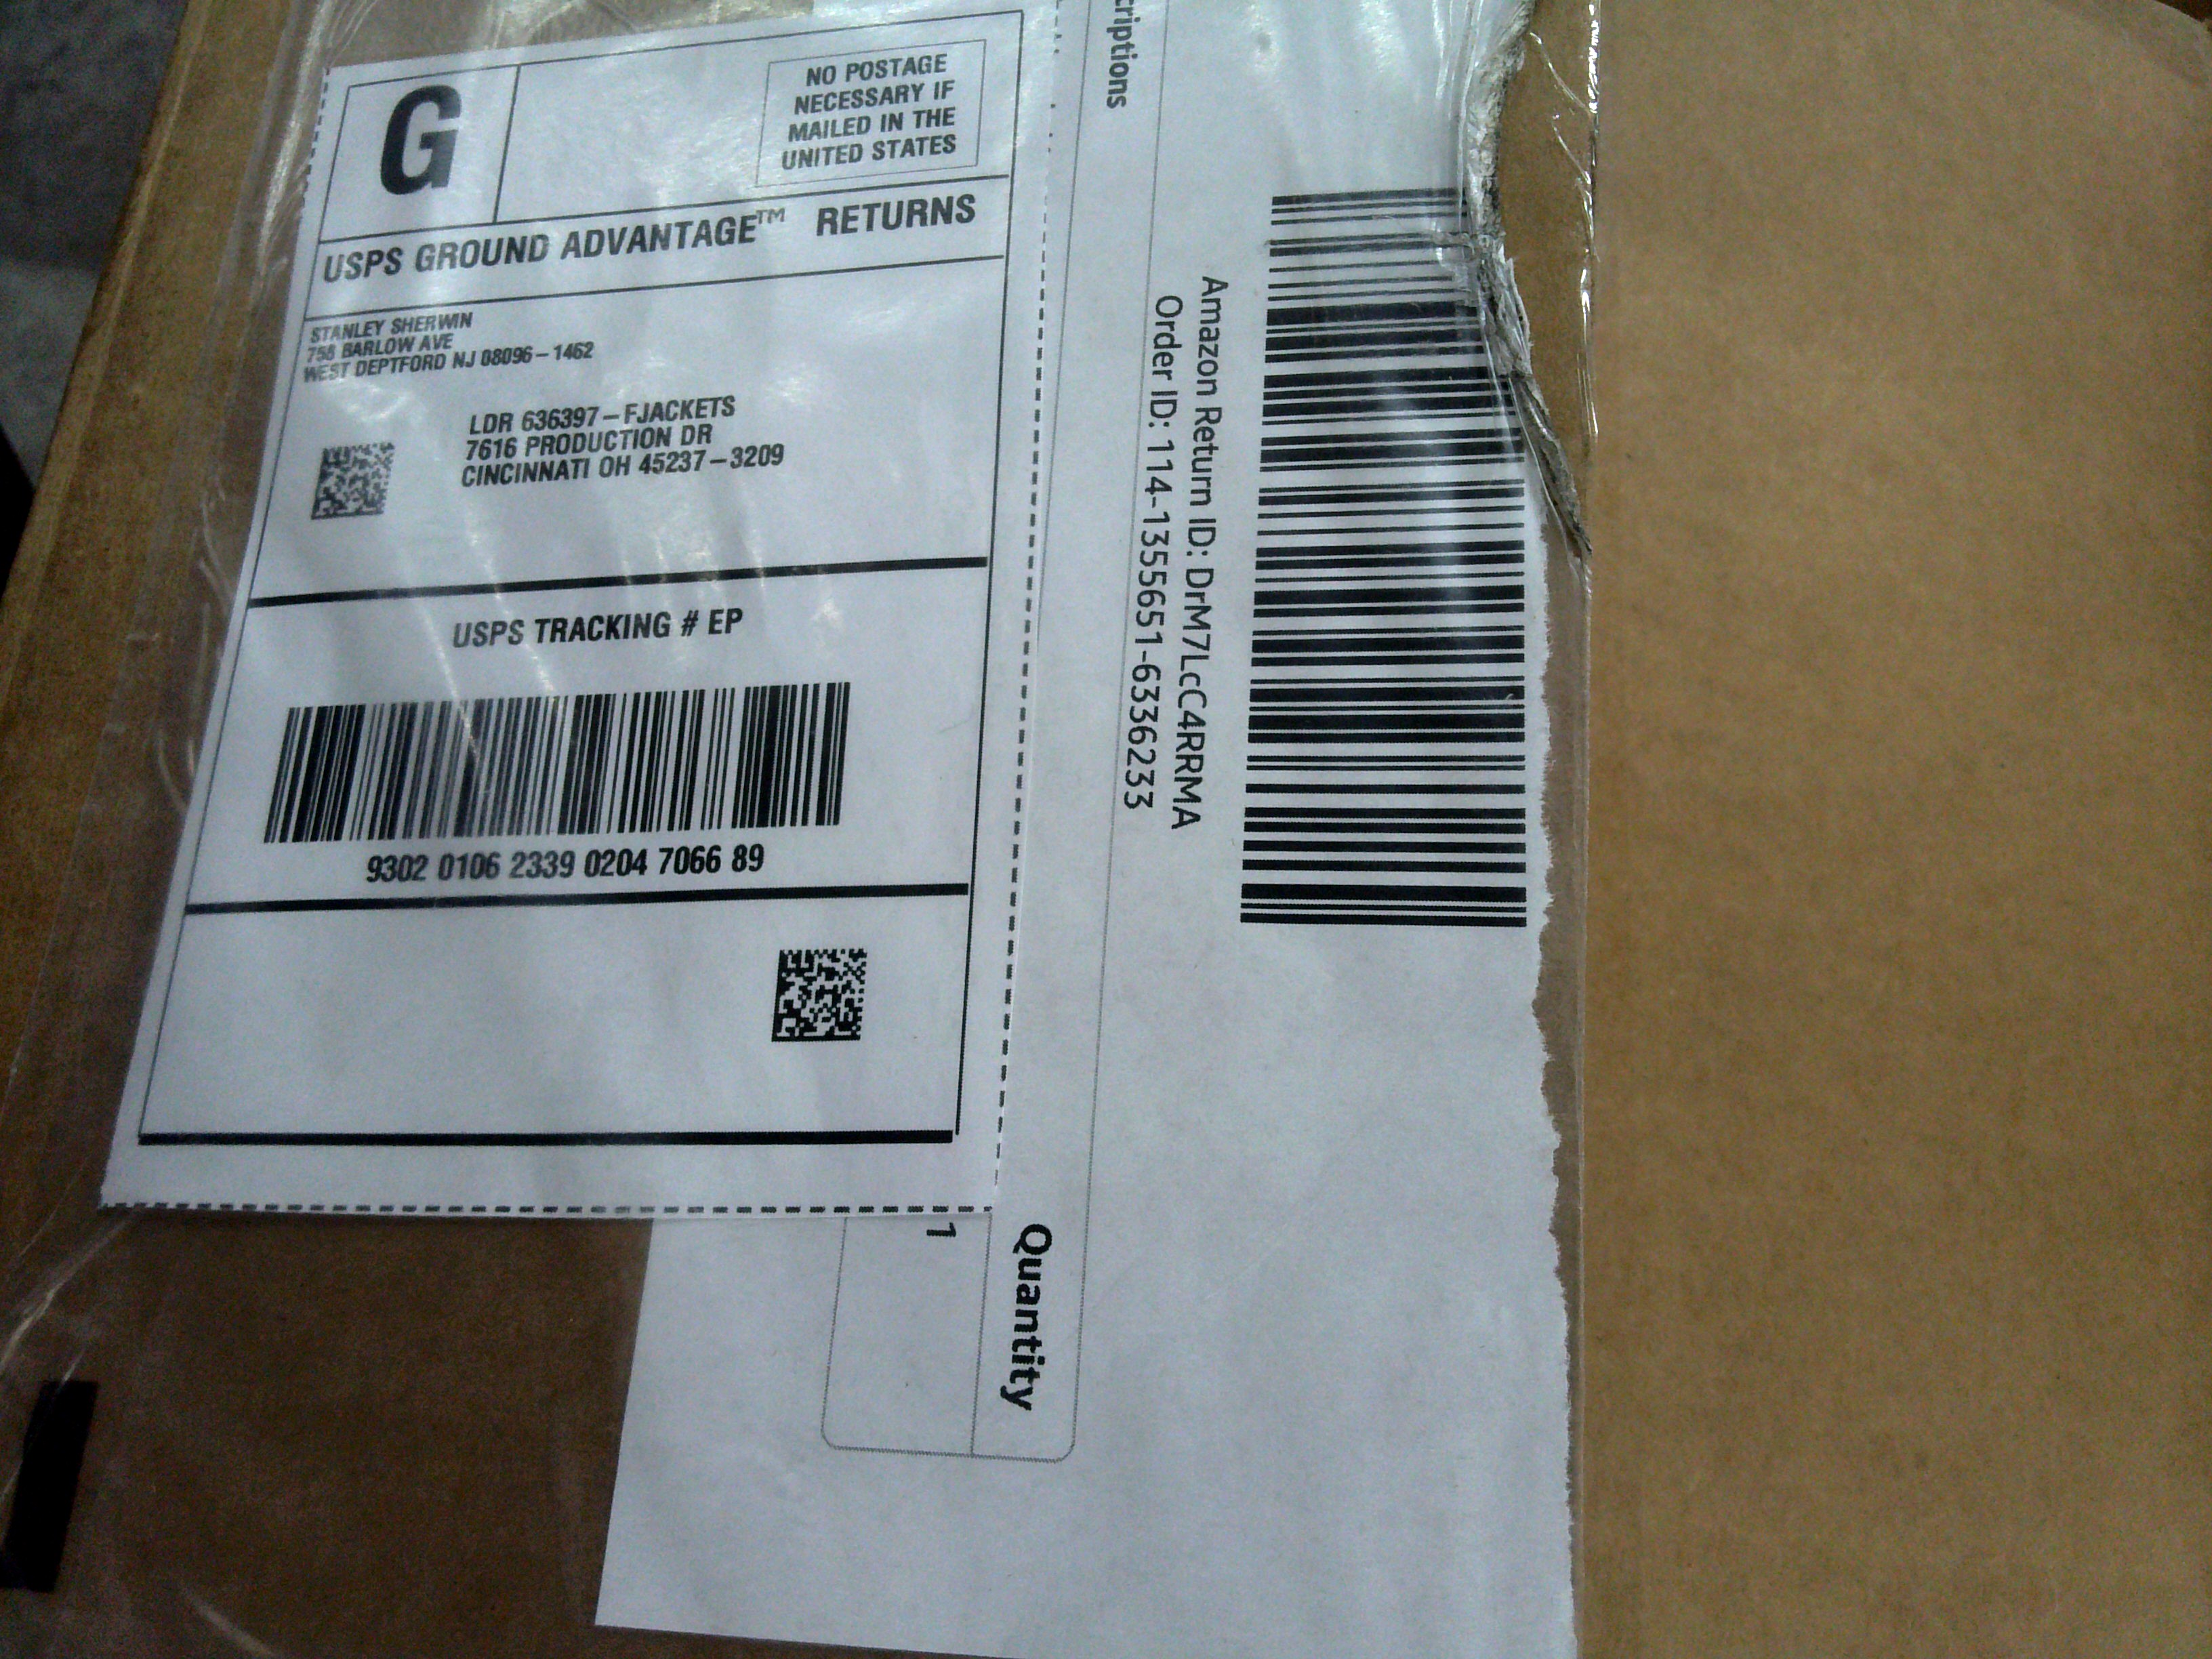 G
NO POSTAGE
NECESSARY IF
MAILED IN THE
UNITED STATES
USPS GROUND ADVANTAGE™ RETURNS
STANLEY SHERWIN
758 BARLOW AVE
WEST DEPTFORD NJ 08096-1462
LDR 636397-FJACKETS
7616 PRODUCTION DR
CINCINNATI OH 45237-3209
USPS TRACKING # EP
9302 0106 2339 0204 7066 89
criptions
Amazon Return ID: DrM7LcC4RRMA
Order ID: 114-1355651-6336233
Quantity
1